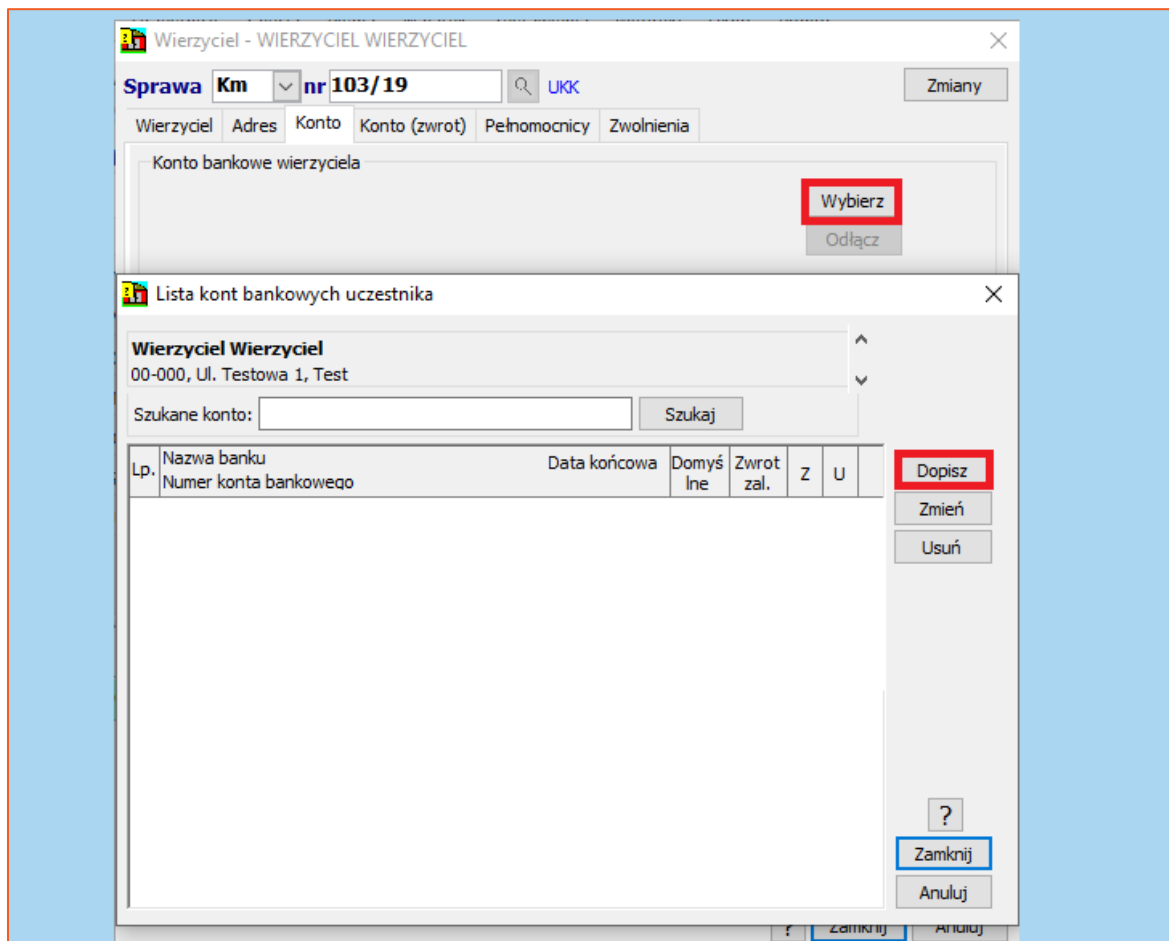 Wierzyciel - WIERZYCIEL WIERZYCIEL
Sprawa Km nr 103/19 UKK Zmiany
Wierzyciel Adres Konto Konto (zwrot) Pełnomocnicy Zwolnienia
Konto bankowe wierzyciela
Wybierz
Odłącz
Lista kont bankowych uczestnika
Wierzyciel Wierzyciel
00-000, Ul. Testowa 1, Test
Szukane konto: Szukaj
Lp. Nazwa banku Data końcowa Domyś Zwrot Z U
Numer konta bankowego lne zal.
Dopisz
Zmień
Usuń
?
Zamknij
Anuluj
? Zamknij Anuluj